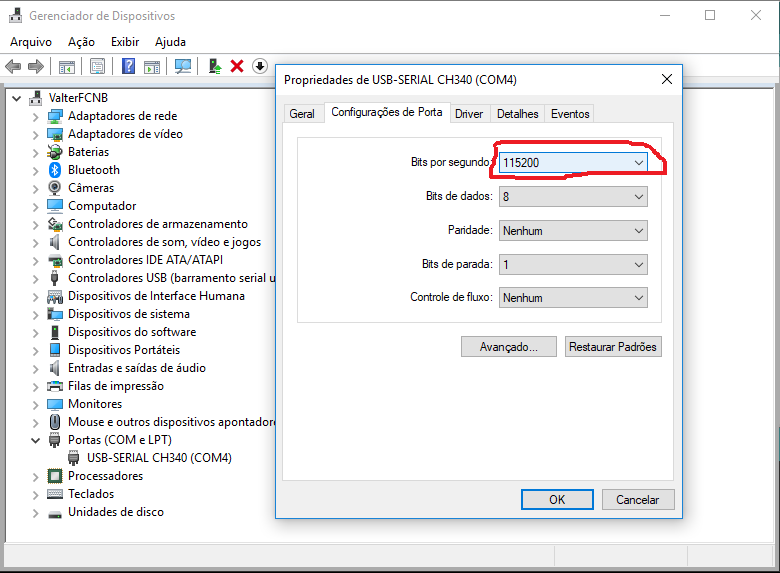 Gerenciador de Dispositivos
Arquivo Ação Exibir Ajuda
ValterFCNB
Adaptadores de rede
Adaptadores de vídeo
Baterias
Bluetooth
Câmeras
Computador
Controladores de armazenamento
Controladores de som, vídeo e jogos
Controladores IDE ATA/ATAPI
Controladores USB (barramento serial u
Dispositivos de Interface Humana
Dispositivos de sistema
Dispositivos do software
Dispositivos Portáteis
Entradas e saídas de áudio
Filas de impressão
Monitores
Mouse e outros dispositivos apontador
Portas (COM e LPT)
USB-SERIAL CH340 (COM4)
Processadores
Teclados
Unidades de disco
Propriedades de USB-SERIAL CH340 (COM4)
Geral Configurações de Porta Driver Detalhes Eventos
Bits por segundo: 115200
Bits de dados: 8
Paridade: Nenhum
Bits de parada: 1
Controle de fluxo: Nenhum
Avançado... Restaurar Padrões
OK Cancelar